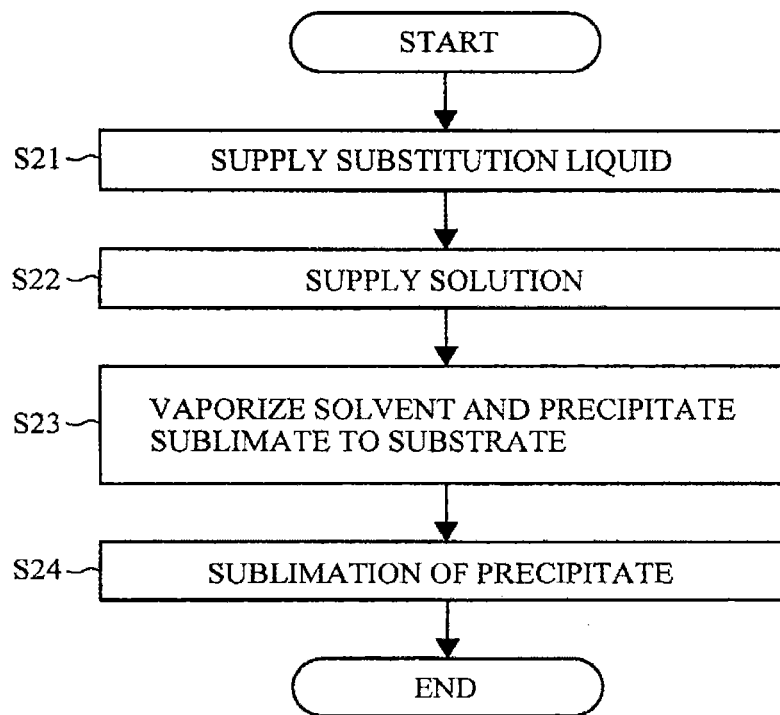 START
S21 SUPPLY SUBSTITUTION LIQUID
S22 SUPPLY SOLUTION
S23 VAPORIZE SOLVENT AND PRECIPITATE
SUBLIMATE TO SUBSTRATE
S24 SUBLIMATION OF PRECIPITATE
END